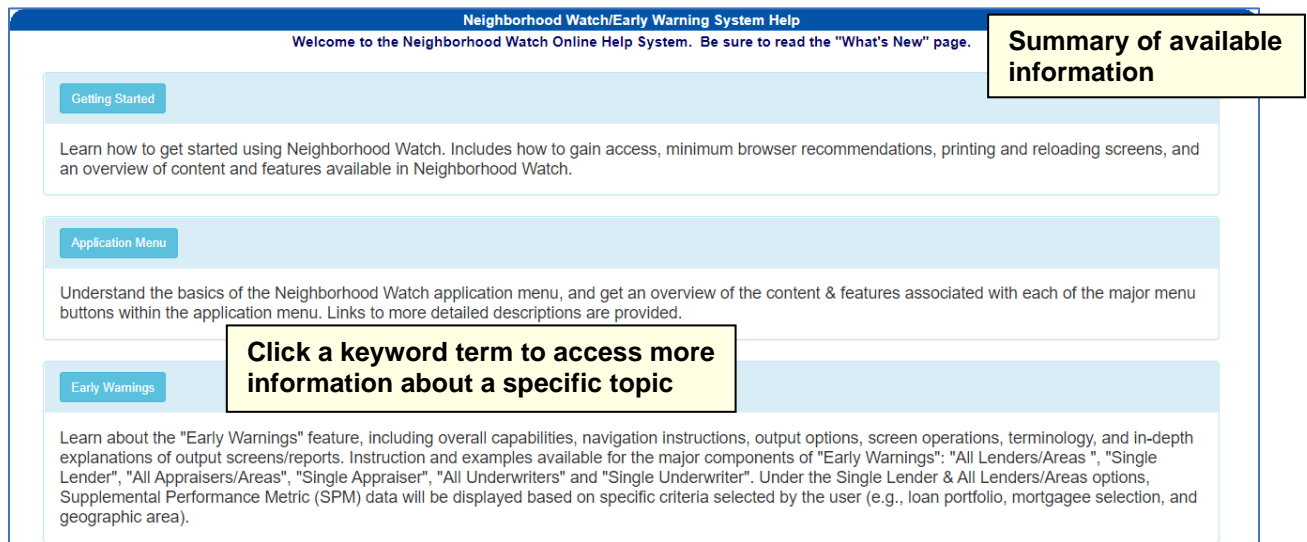 Neighborhood Watch/Early Warning System Help
Welcome to the Neighborhood Watch Online Help System. Be sure to read the "What's New" page.
Summary of available
information
Getting Started
Learn how to get started using Neighborhood Watch. Includes how to gain access, minimum browser recommendations, printing and reloading screens, and
an overview of content and features available in Neighborhood Watch.
Application Menu
Understand the basics of the Neighborhood Watch application menu, and get an overview of the content & features associated with each of the major menu
buttons within the application menu. Links to more detailed descriptions are provided.
Click a keyword term to access more
information about a specific topic
Early Warnings
Learn about the "Early Warnings" feature, including overall capabilities, navigation instructions, output options, screen operations, terminology, and in-depth
explanations of output screens/reports. Instruction and examples available for the major components of "Early Warnings": "All Lenders/Areas ", "Single
Lender", "All Appraisers/Areas", "Single Appraiser", "All Underwriters" and "Single Underwriter". Under the Single Lender & All Lenders/Areas options,
Supplemental Performance Metric (SPM) data will be displayed based on specific criteria selected by the user (e.g., loan portfolio, mortgagee selection, and
geographic area).